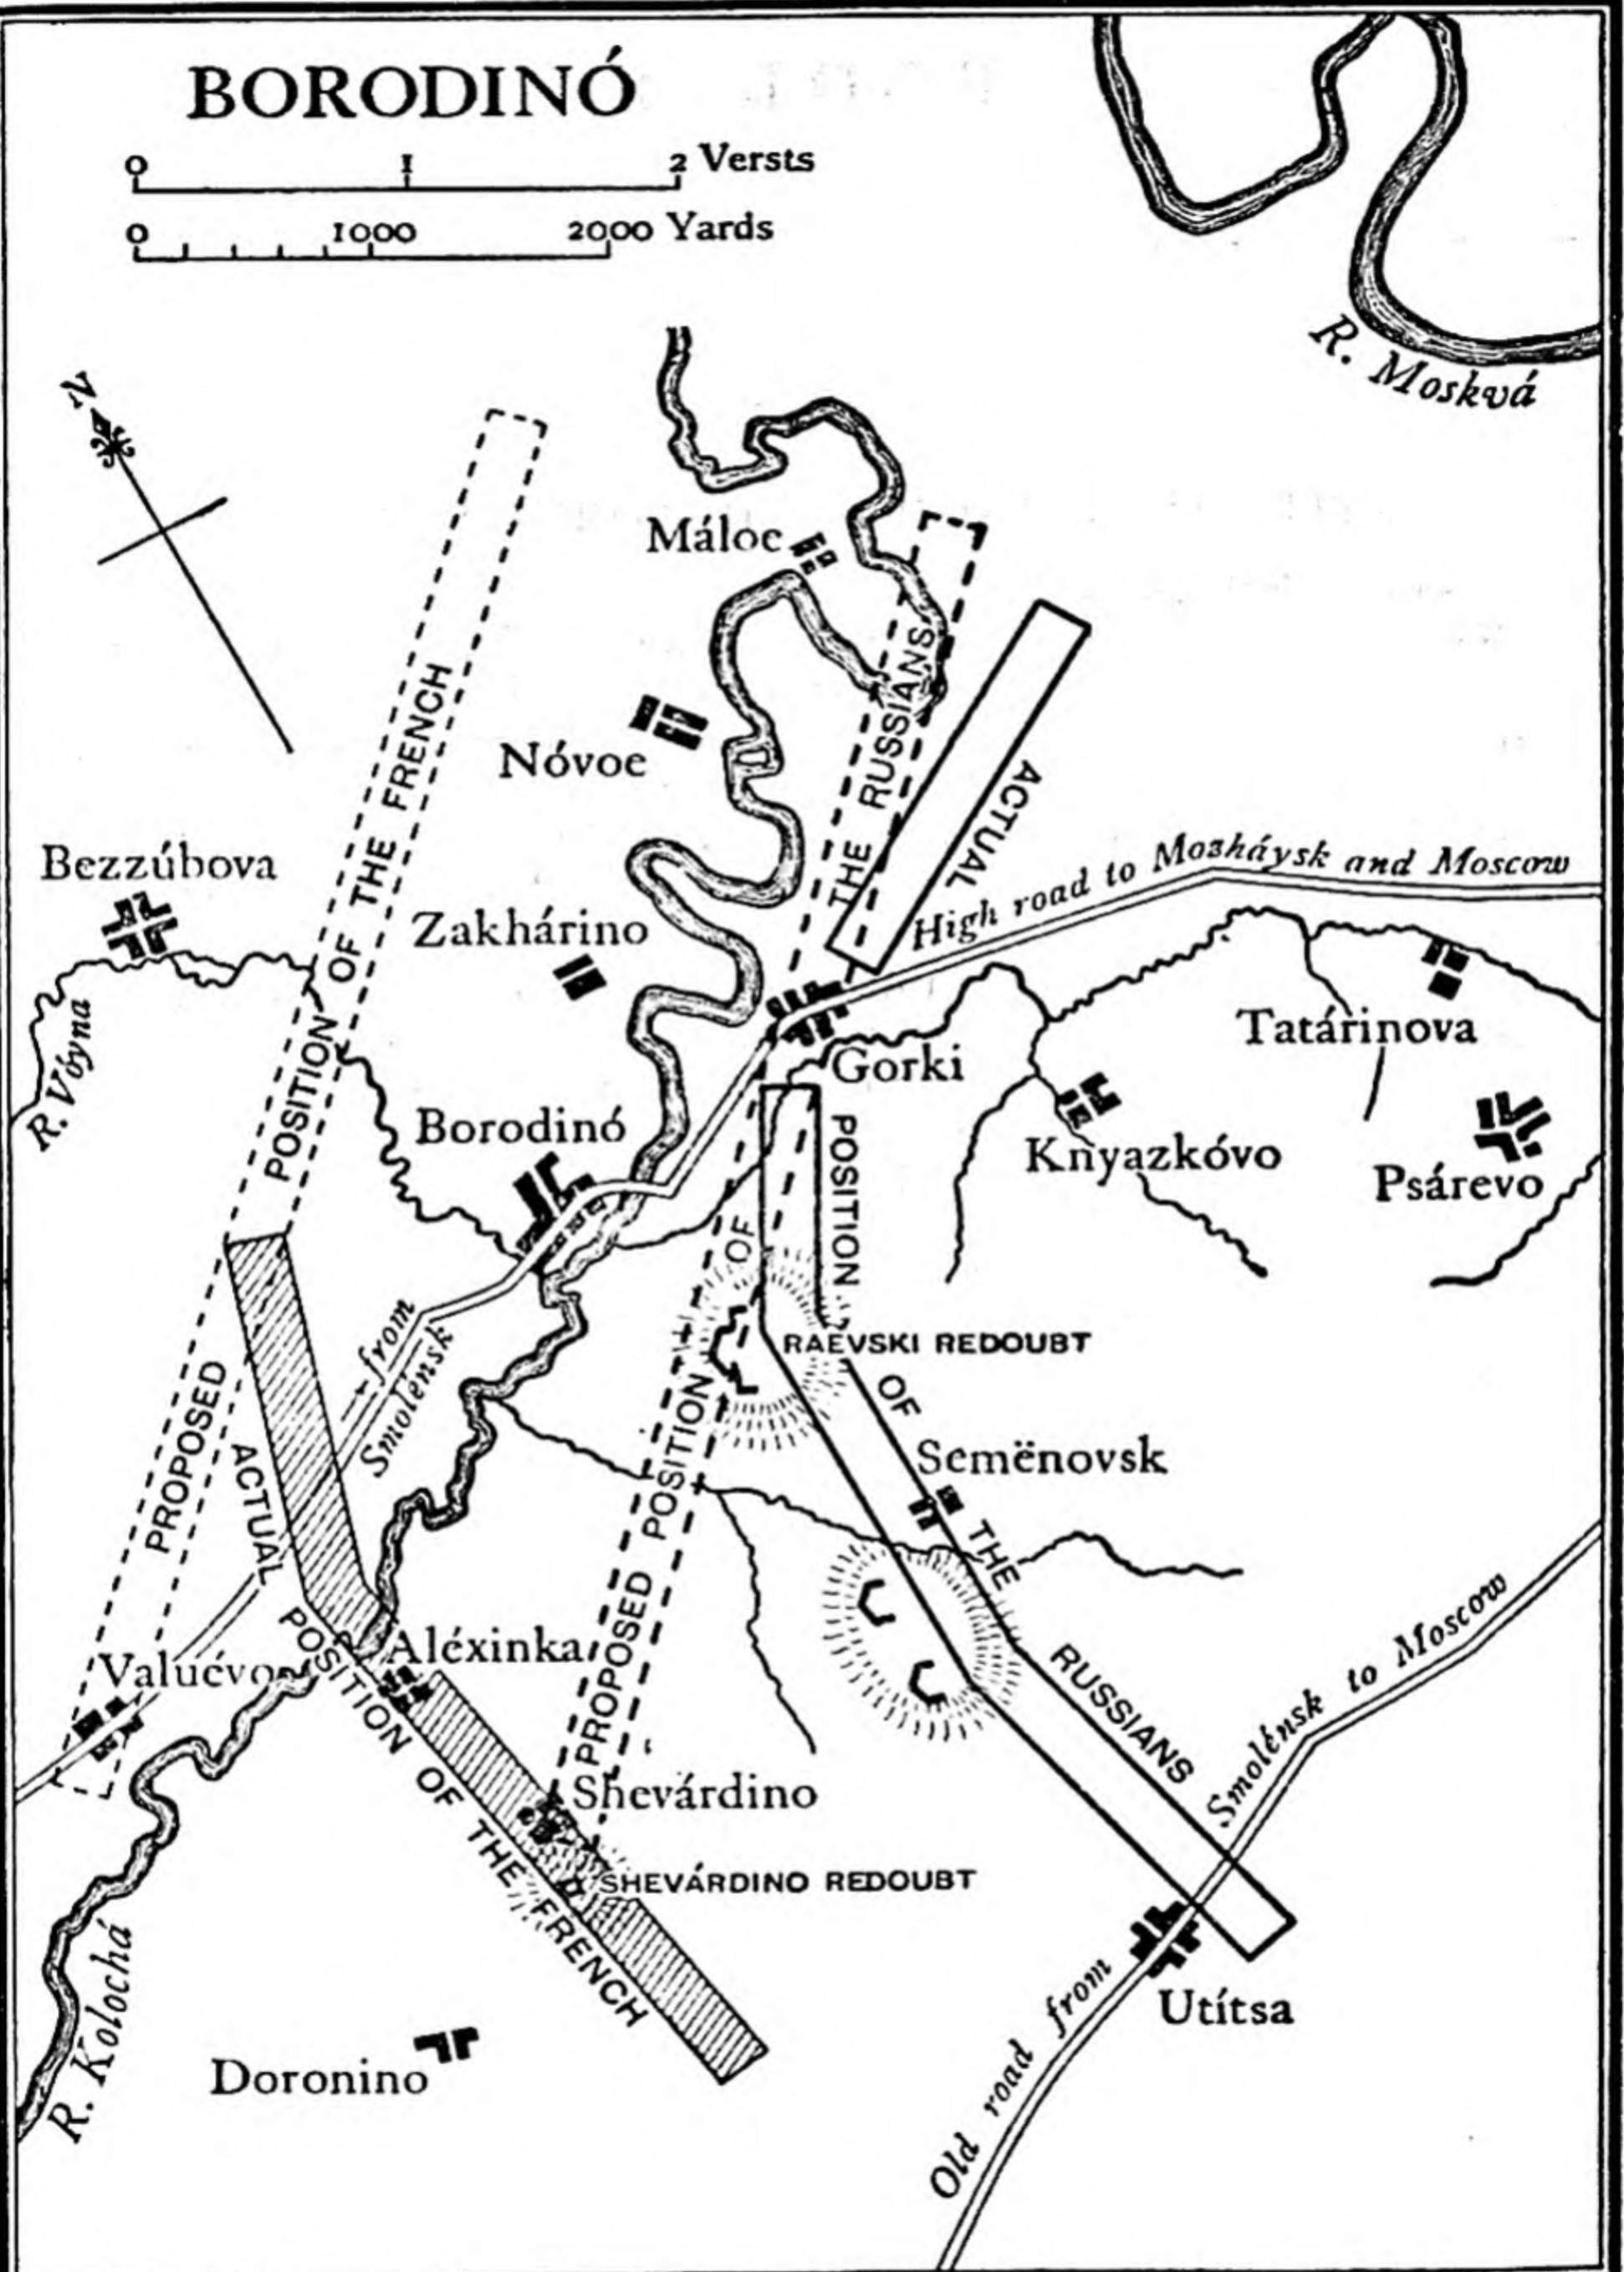 BORODINÓ
0 1 2 Versts
0 1000 2000 Yards
R. Moskvá
N
Máloe
THE RUSSIANS
POSITION OF THE FRENCH
Nóvoe
ACTUAL
High road to Mozháysk and Moscow
Bezzúbova
Zakhárino
R. Vóyna
Tatárinova
Gorki
Borodinó
POSITION
Knyazkóvo
Psárevo
OF
from
Smolénsk
RAEVSKI REDOUBT
PROPOSED
ACTUAL
OF
PROPOSED POSITION
Semënovsk
THE
Aléxinka
Valuévo
POSITION OF THE FRENCH
RUSSIANS
Smolénsk to Moscow
Shevárdino
SHEVÁRDINO REDOUBT
R. Kolochá
Utítsa
Old road from
Doronino